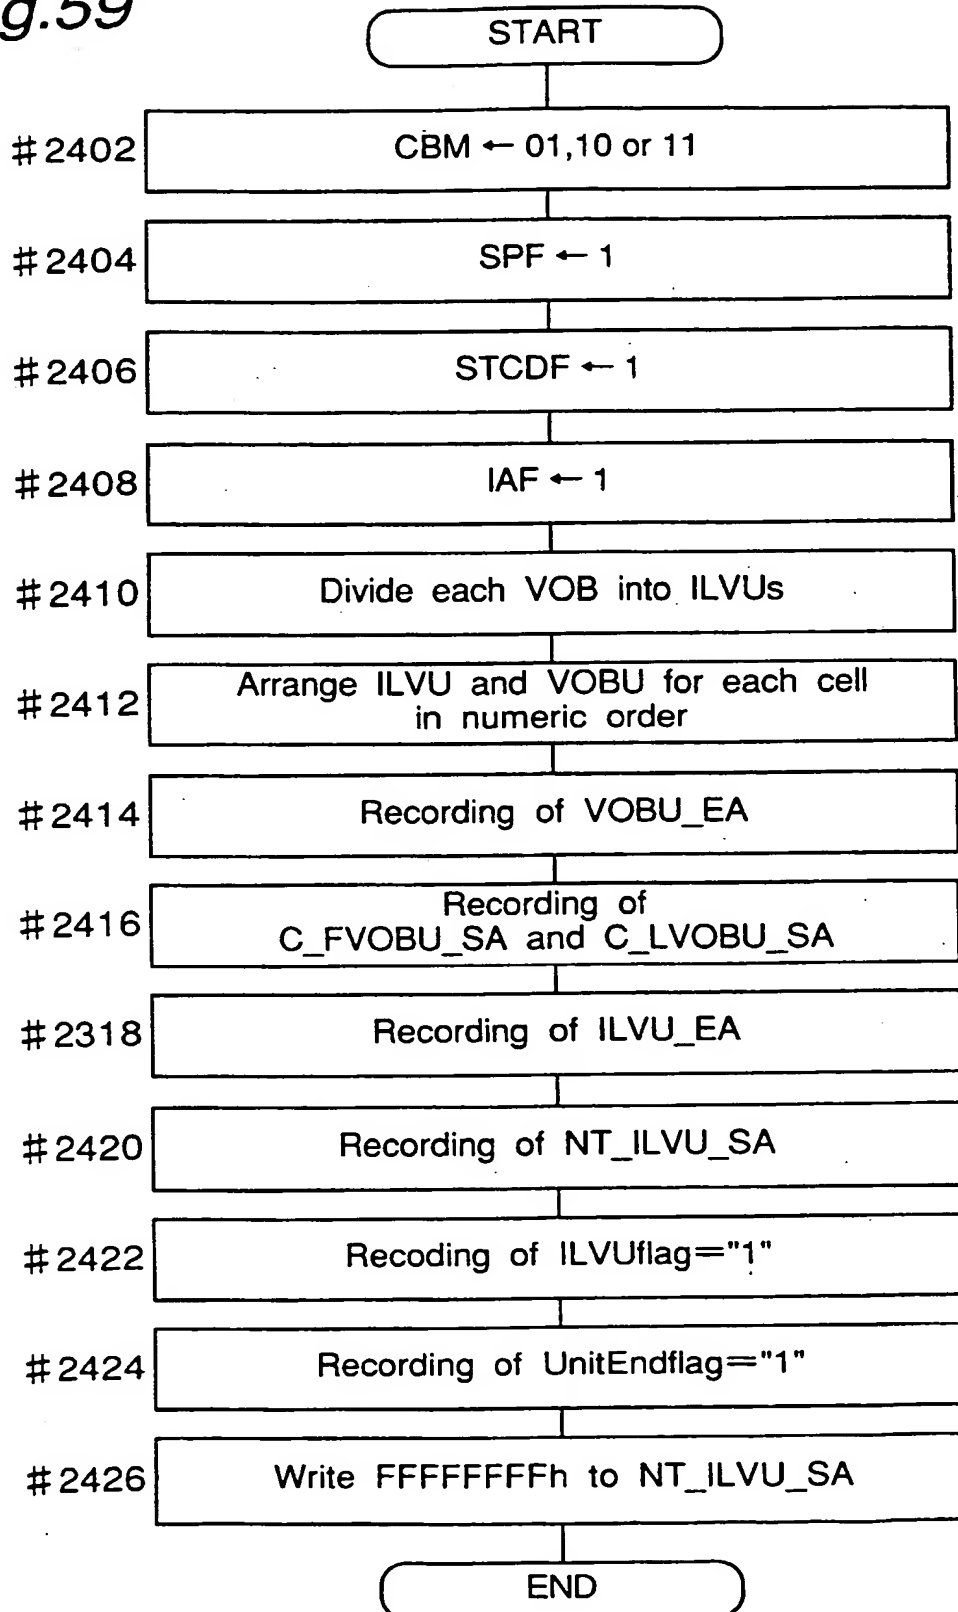 g.59
START
#2402 CBM ← 01,10 or 11
#2404 SPF ← 1
#2406 STCDF ← 1
#2408 IAF ← 1
#2410 Divide each VOB into ILVUs
#2412 Arrange ILVU and VOBU for each cell
in numeric order
#2414 Recording of VOBU_EA
#2416 Recording of
C_FVOBU_SA and C_LVOBU_SA
#2318 Recording of ILVU_EA
#2420 Recording of NT_ILVU_SA
#2422 Recoding of ILVUflag="1"
#2424 Recording of UnitEndflag="1"
#2426 Write FFFFFFFFh to NT_ILVU_SA
END